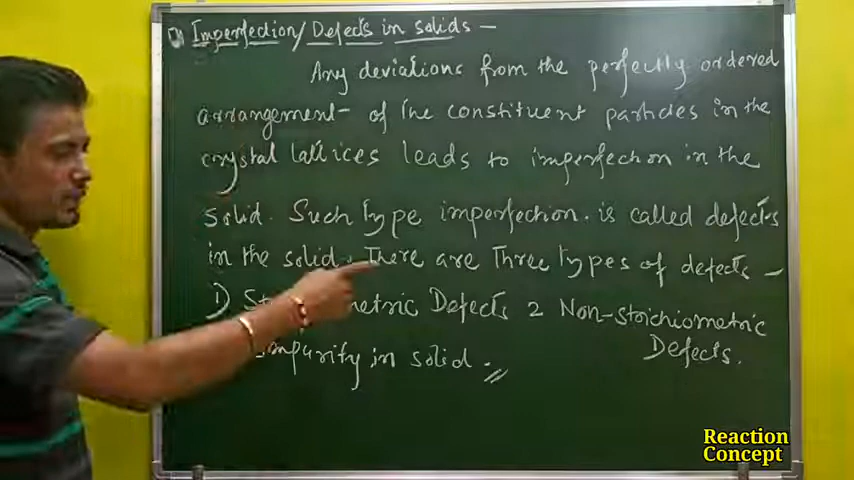 Imperfection/Defects in solids -
Any deviations from the perfectly ordered
arrangement of the constituent particles in the
crystal lattices leads to imperfection in the
solid. Such type imperfection. is called defects
in the solid. There are Three types of defects -
1) Defects 2 Non-stoichiometric
Defects.
impurity in solid.
Reaction
Concept